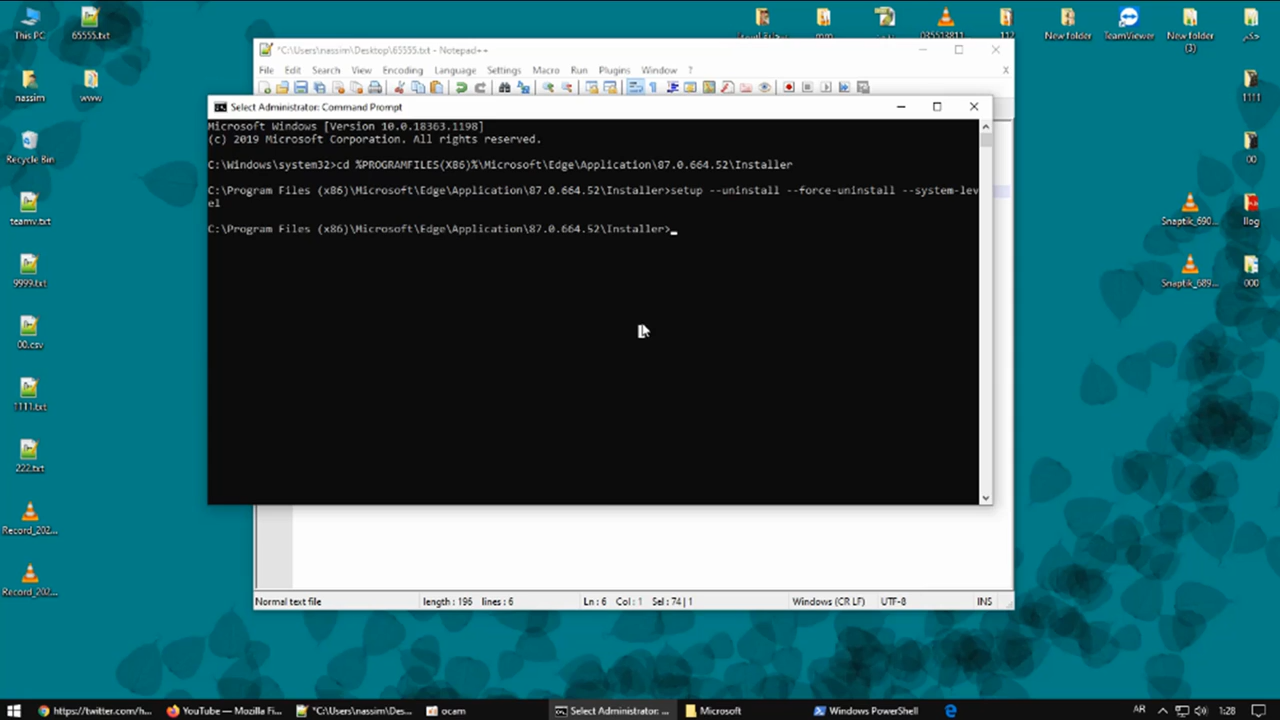 This PC
65555.txt
New folder
TeamViewer
New folder
(3)
حكم
nassim
www
1111
Recycle Bin
00
teamv.txt
Snaptik_690...
llog
9999.txt
Snaptik_689...
000
00.csv
1111.txt
222.txt
Record_202...
Record_202...
*C:\Users\nassim\Desktop\65555.txt - Notepad++
File Edit Search View Encoding Language Settings Macro Run Plugins Window ? X
Select Administrator: Command Prompt
Microsoft Windows [Version 10.0.18363.1198]
(c) 2019 Microsoft Corporation. All rights reserved.
C:\Windows\system32>cd %PROGRAMFILES(X86)%\Microsoft\Edge\Application\87.0.664.52\Installer
C:\Program Files (x86)\Microsoft\Edge\Application\87.0.664.52\Installer>setup --uninstall --force-uninstall --system-lev
el
C:\Program Files (x86)\Microsoft\Edge\Application\87.0.664.52\Installer>
Normal text file length : 196 lines : 6 Ln : 6 Col : 1 Sel : 74 | 1 Windows (CR LF) UTF-8 INS
https://twitter.com/h... YouTube — Mozilla Fi... *C:\Users\nassim\Des... ocam Select Administrator: ... Microsoft Windows PowerShell AR 1:28